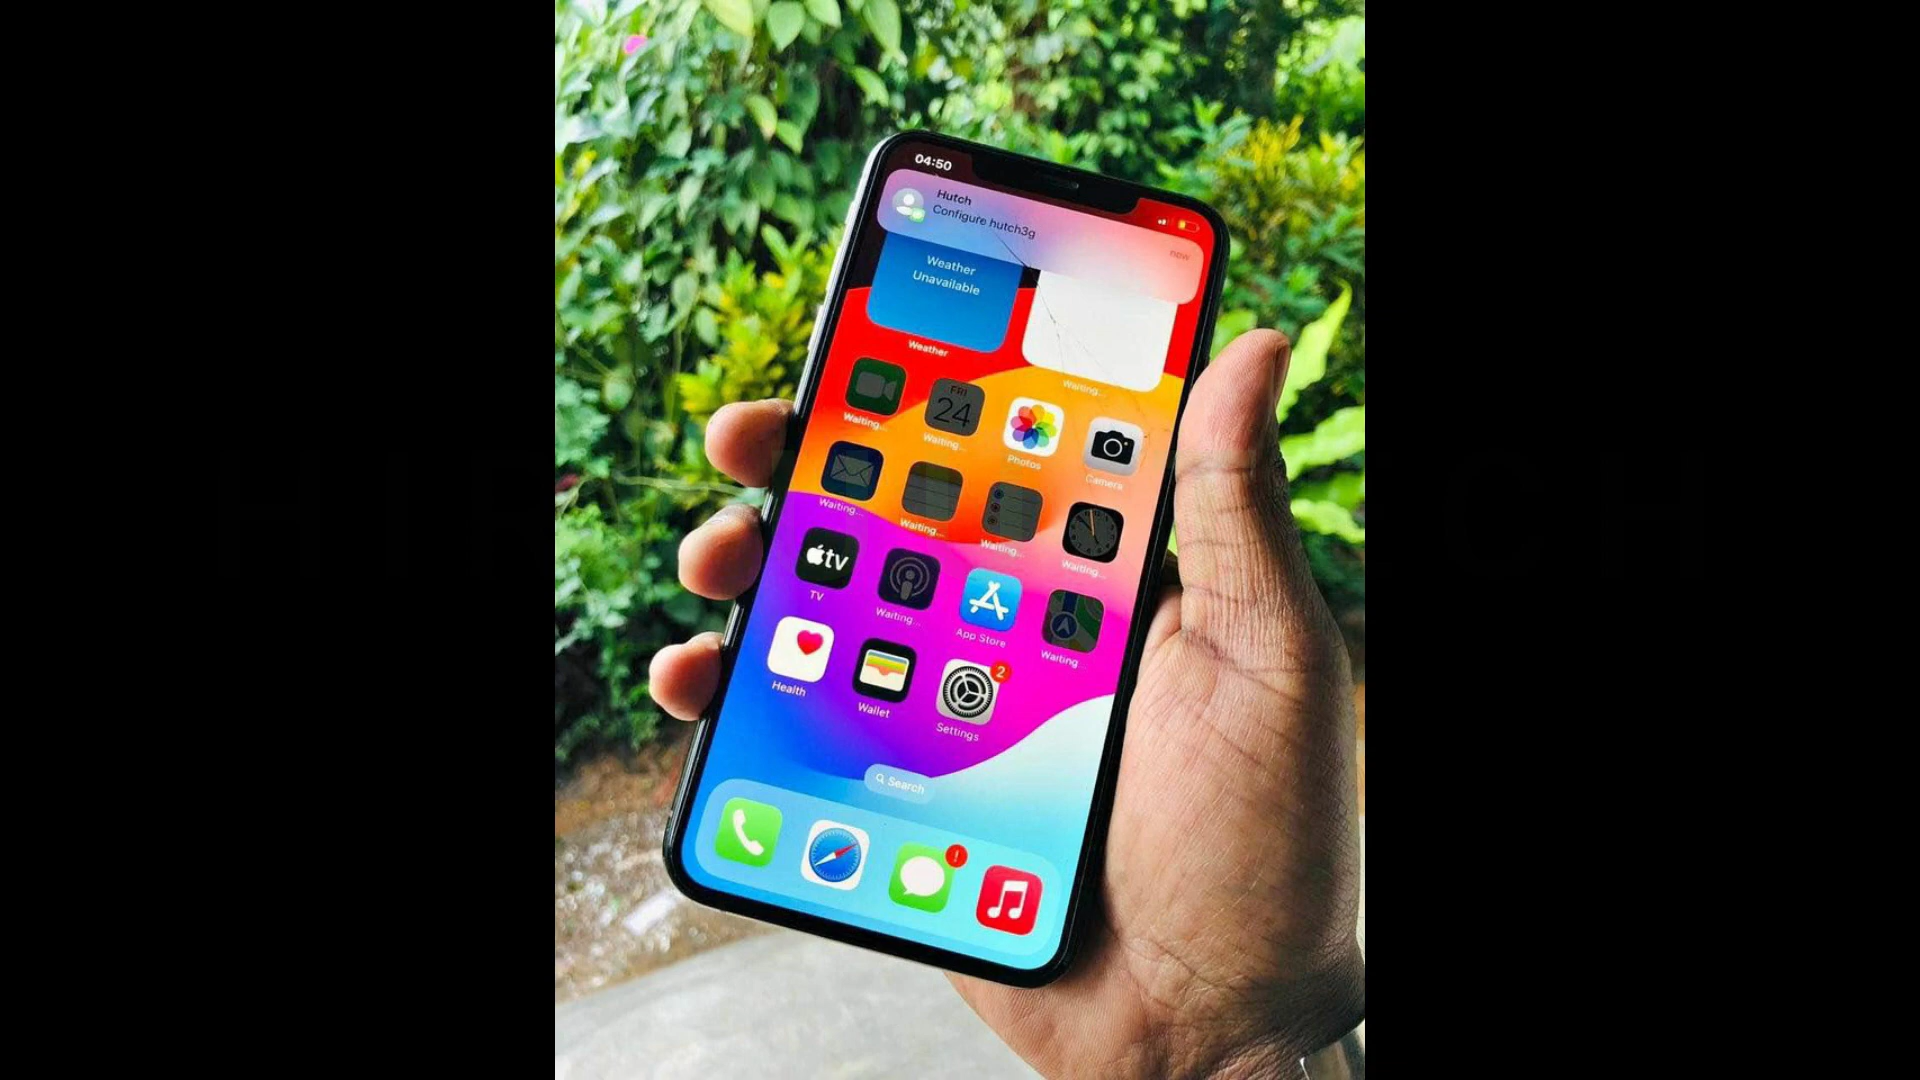 04:50
Hutch
Configure hutch3g
now
Weather
Unavailable
Weather
Waiting...
FRI
24
Waiting...
Waiting...
Photos
Camera
Waiting...
Waiting...
Waiting...
Waiting...
tv
TV
Waiting...
App Store
Waiting...
Health
Wallet
2
Settings
Search
!